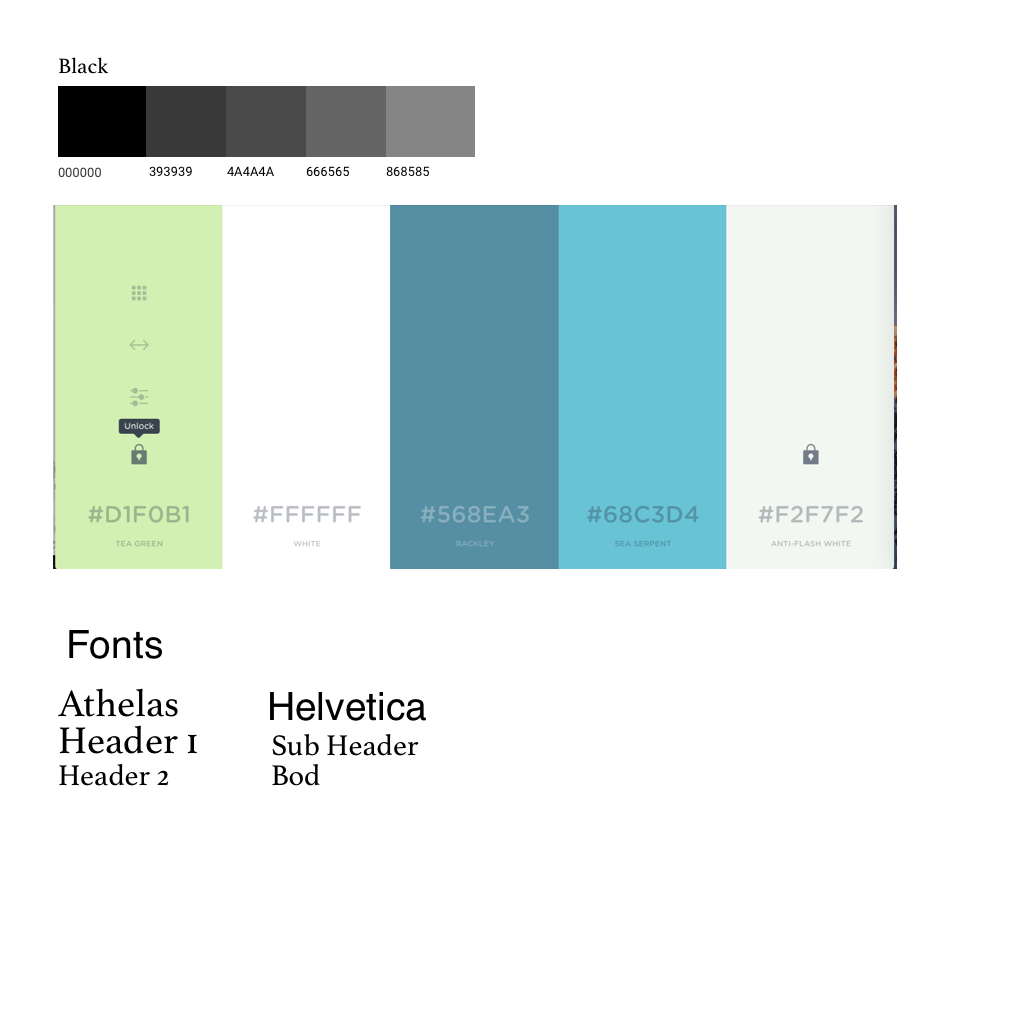 Black
000000 393939 4A4A4A 666565 868585
Unlock
#D1F0B1 #FFFFFF #568EA3 #68C3D4 #F2F7F2
TEA GREEN WHITE RACKLEY SEA SERPENT ANTI-FLASH WHITE
Fonts
Athelas
Header 1
Header 2
Helvetica
Sub Header
Bod